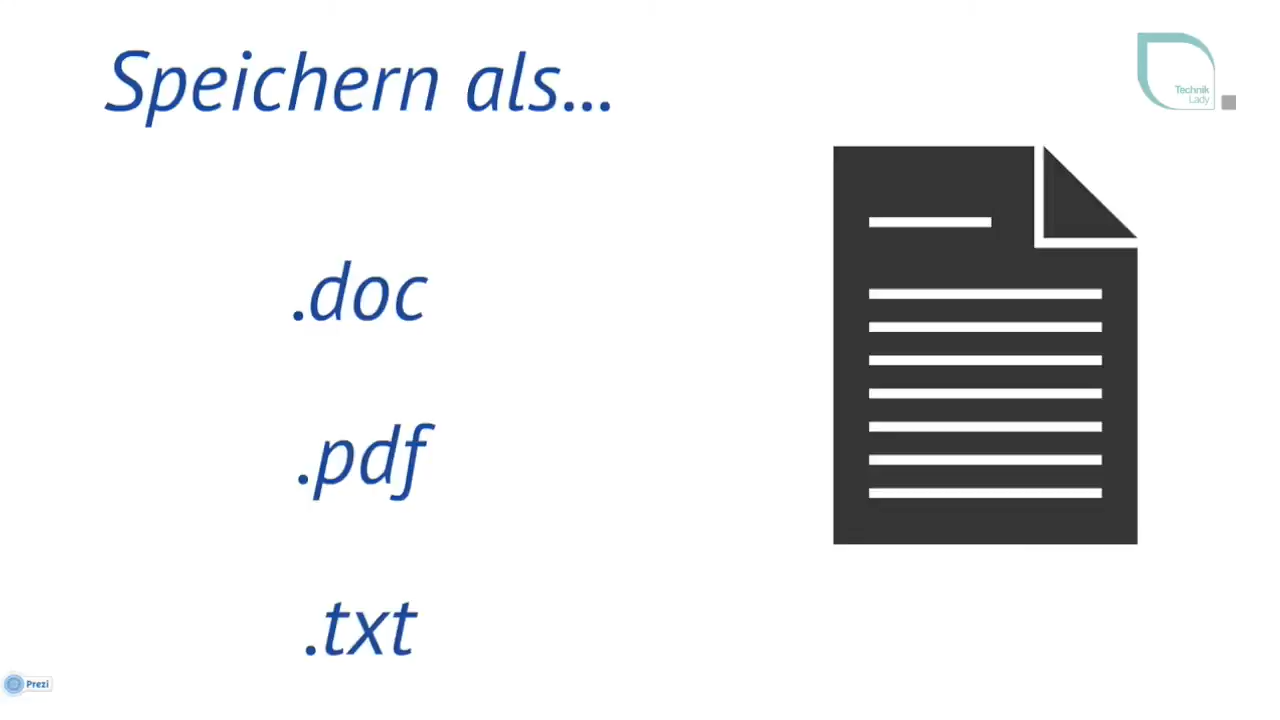 Speichern als...
Technik
Lady
.doc
.pdf
.txt
Prezi